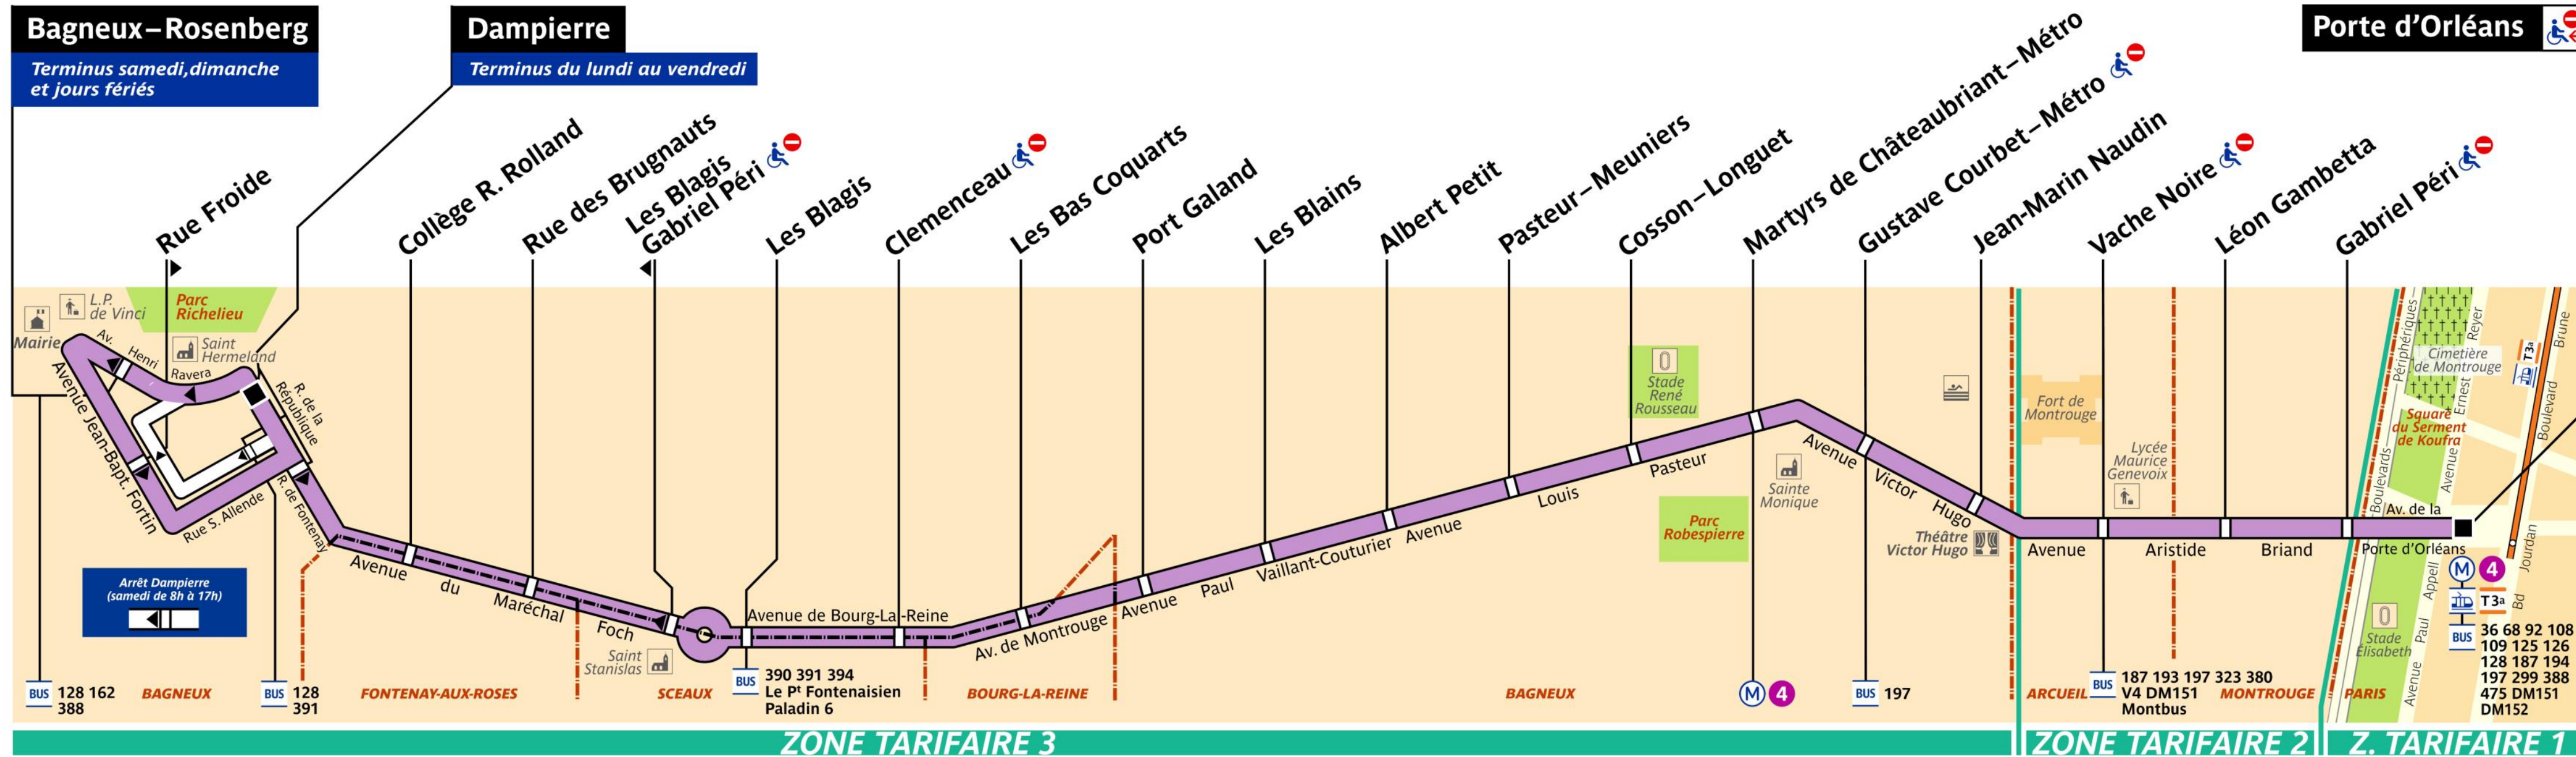 Bagneux–Rosenberg
Terminus samedi,dimanche
et jours fériés
Dampierre
Terminus du lundi au vendredi
Porte d'Orléans
Rue Froide
Collège R. Rolland
Rue des Brugnauts
Les Blagis
Gabriel Péri
Les Blagis
Clemenceau
Les Bas Coquarts
Port Galand
Les Blains
Albert Petit
Pasteur–Meuniers
Cosson–Longuet
Martyrs de Châteaubriant–Métro
Gustave Courbet–Métro
Jean-Marin Naudin
Vache Noire
Léon Gambetta
Gabriel Péri
Mairie
L.P.
de Vinci
Parc
Richelieu
Saint
Hermeland
Av. Henri Ravera
Avenue Jean-Bapt. Fortin
Rue S. Allende
R. de la
République
R. de Fontenay
Avenue du Maréchal Foch
Saint
Stanislas
Avenue de Bourg-La-Reine
Av. de Montrouge
Avenue Paul Vaillant-Couturier
Avenue Louis Pasteur
Stade
René
Rousseau
Parc
Robespierre
Sainte
Monique
Avenue Victor Hugo
Théâtre
Victor Hugo
Fort de
Montrouge
Lycée
Maurice
Genevoix
Avenue Aristide Briand
Boulevards Périphériques
Cimetière
de Montrouge
Square
du Serment
de Koufra
Avenue Ernest Reyer
T3a
Boulevard Brune
Av. de la
Porte d'Orléans
Stade
Élisabeth
Avenue Paul Appell
Bd Jourdan
M 4
T3a
BUS 36 68 92 108
109 125 126
128 187 194
197 299 388
475 DM151
DM152
Arrêt Dampierre
(samedi de 8h à 17h)
BUS 128 162
388
BAGNEUX
BUS 128
391
FONTENAY-AUX-ROSES
SCEAUX
BUS 390 391 394
Le Pt Fontenaisien
Paladin 6
BOURG-LA-REINE
BAGNEUX
M 4
BUS 197
ARCUEIL
BUS 187 193 197 323 380
V4 DM151
Montbus
MONTROUGE
PARIS
ZONE TARIFAIRE 3
ZONE TARIFAIRE 2
Z. TARIFAIRE 1